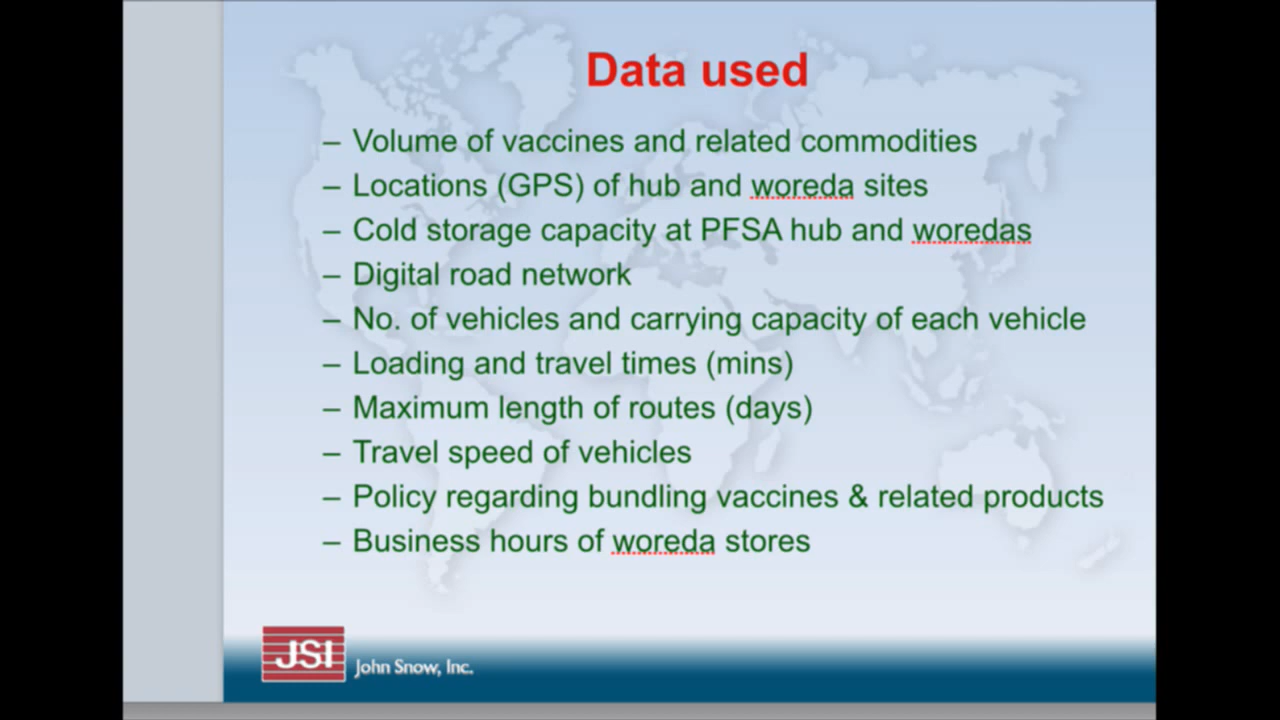 Data used
– Volume of vaccines and related commodities
– Locations (GPS) of hub and woreda sites
– Cold storage capacity at PFSA hub and woredas
– Digital road network
– No. of vehicles and carrying capacity of each vehicle
– Loading and travel times (mins)
– Maximum length of routes (days)
– Travel speed of vehicles
– Policy regarding bundling vaccines & related products
– Business hours of woreda stores
JSI John Snow, Inc.